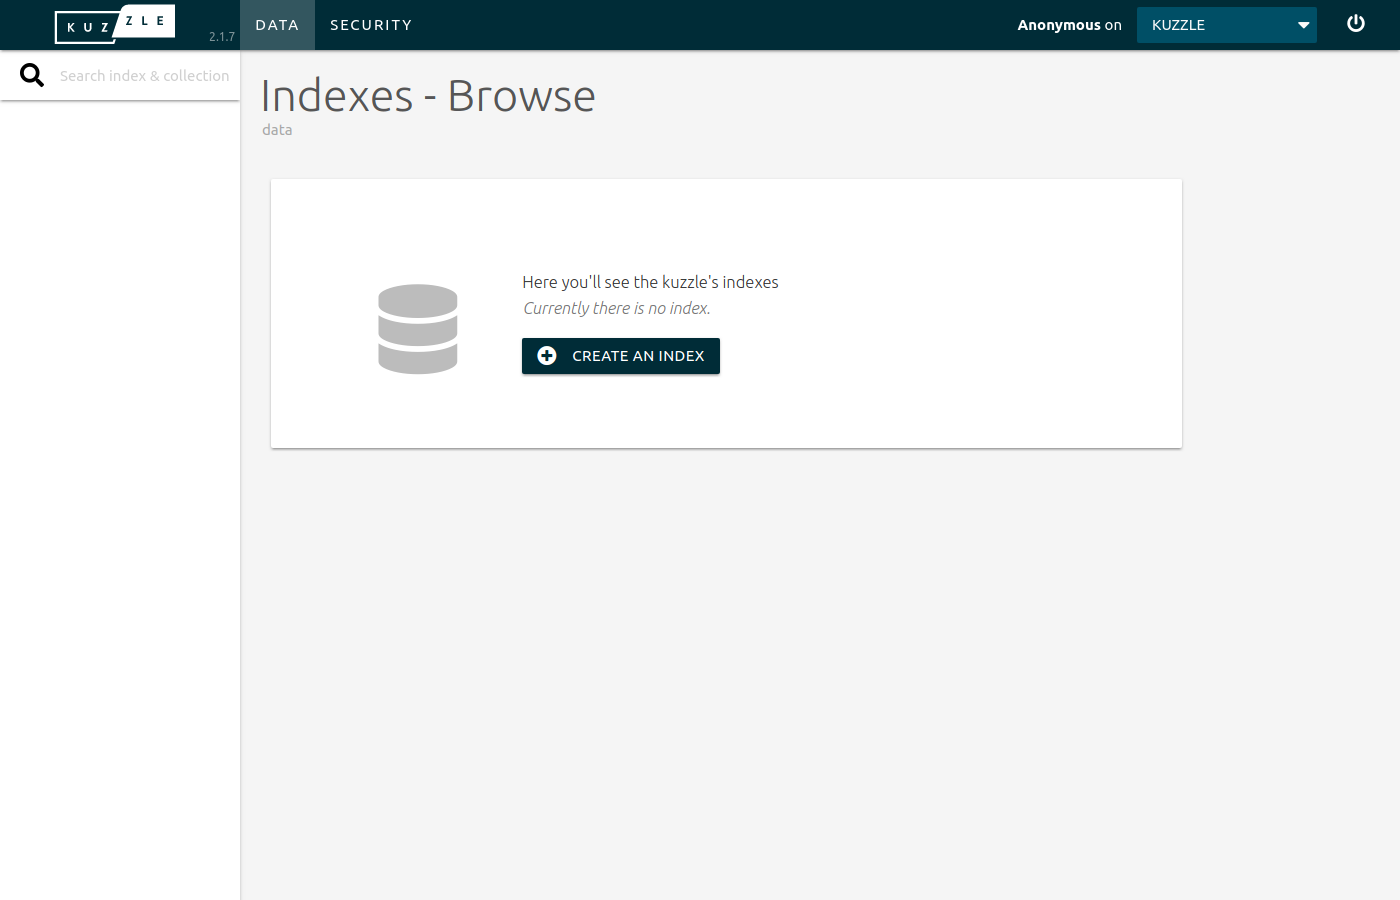 KUZZLE
2.1.7
DATA
SECURITY
Anonymous on
KUZZLE
Search index & collection
Indexes - Browse
data
Here you'll see the kuzzle's indexes
Currently there is no index.
CREATE AN INDEX